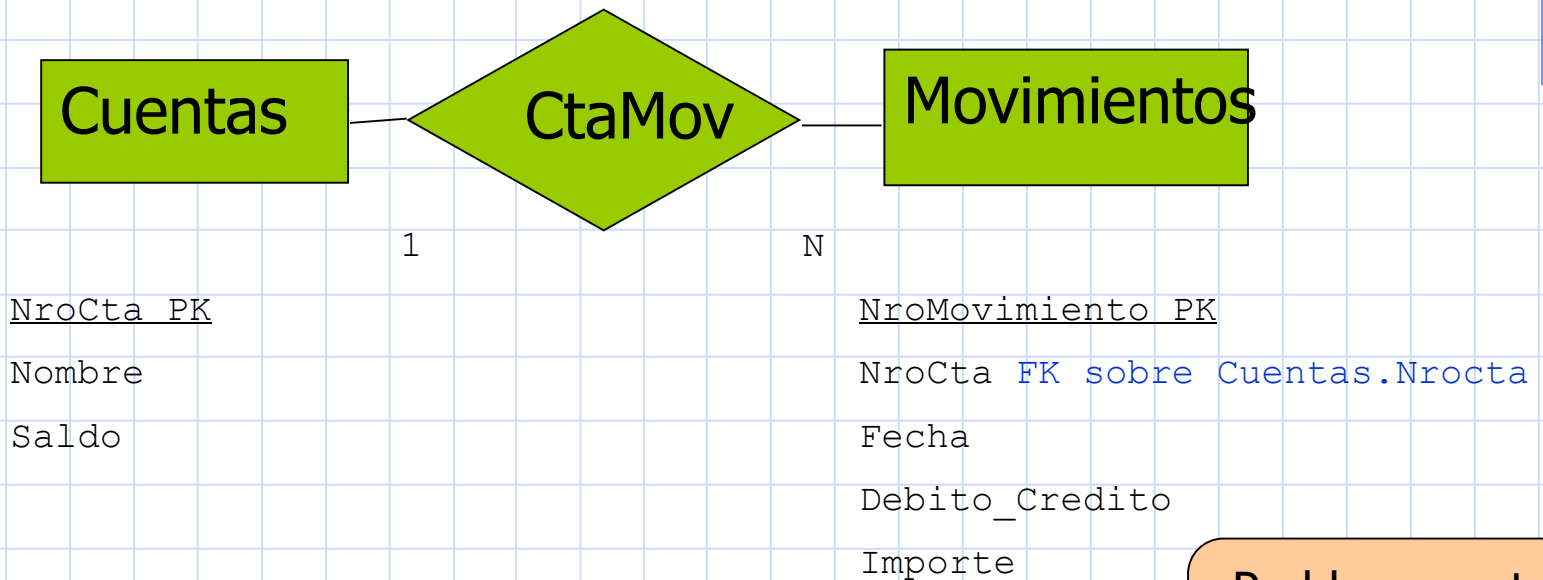 Cuentas
CtaMov
Movimientos
1
N
NroCta PK
Nombre
Saldo
NroMovimiento PK
NroCta FK sobre Cuentas.Nrocta
Fecha
Debito_Credito
Importe